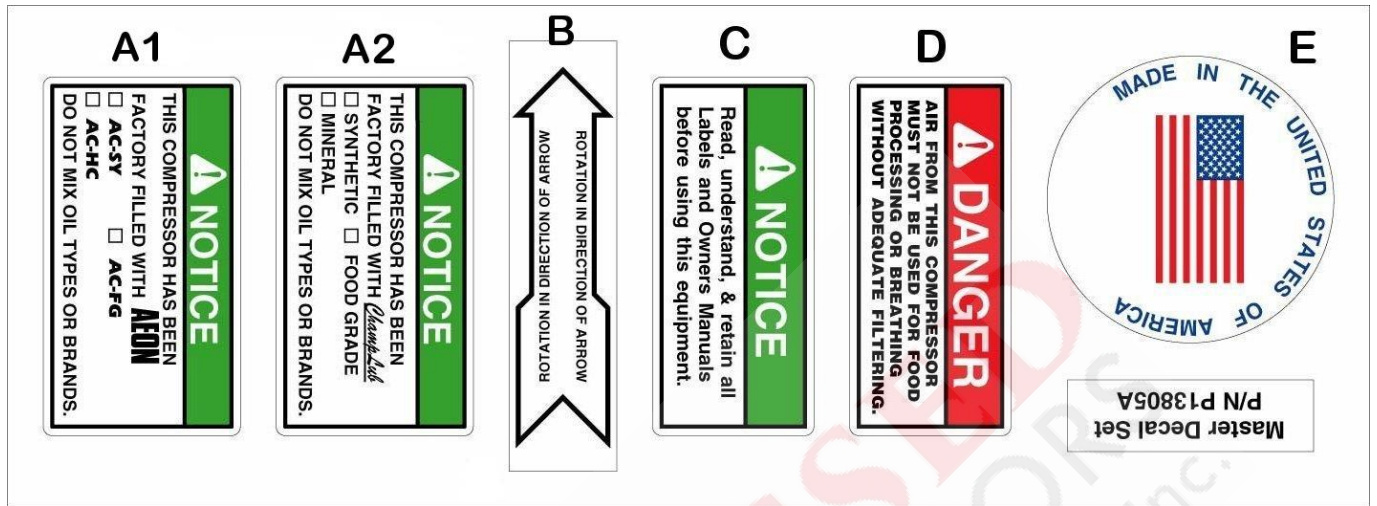 A1
⚠ NOTICE
THIS COMPRESSOR HAS BEEN
FACTORY FILLED WITH AEON
☐ AC-SY ☐ AC-FG
☐ AC-HC
DO NOT MIX OIL TYPES OR BRANDS.
A2
⚠ NOTICE
THIS COMPRESSOR HAS BEEN
FACTORY FILLED WITH ChampLub
☐ SYNTHETIC ☐ FOOD GRADE
☐ MINERAL
DO NOT MIX OIL TYPES OR BRANDS.
B
ROTATION IN DIRECTION OF ARROW
ROTATION IN DIRECTION OF ARROW
C
⚠ NOTICE
Read, understand, & retain all
Labels and Owners Manuals
before using this equipment.
D
⚠ DANGER
AIR FROM THIS COMPRESSOR
MUST NOT BE USED FOR FOOD
PROCESSING OR BREATHING
WITHOUT ADEQUATE FILTERING.
E
MADE IN THE UNITED STATES OF AMERICA
Master Decal Set
P/N P13805A
Inc.